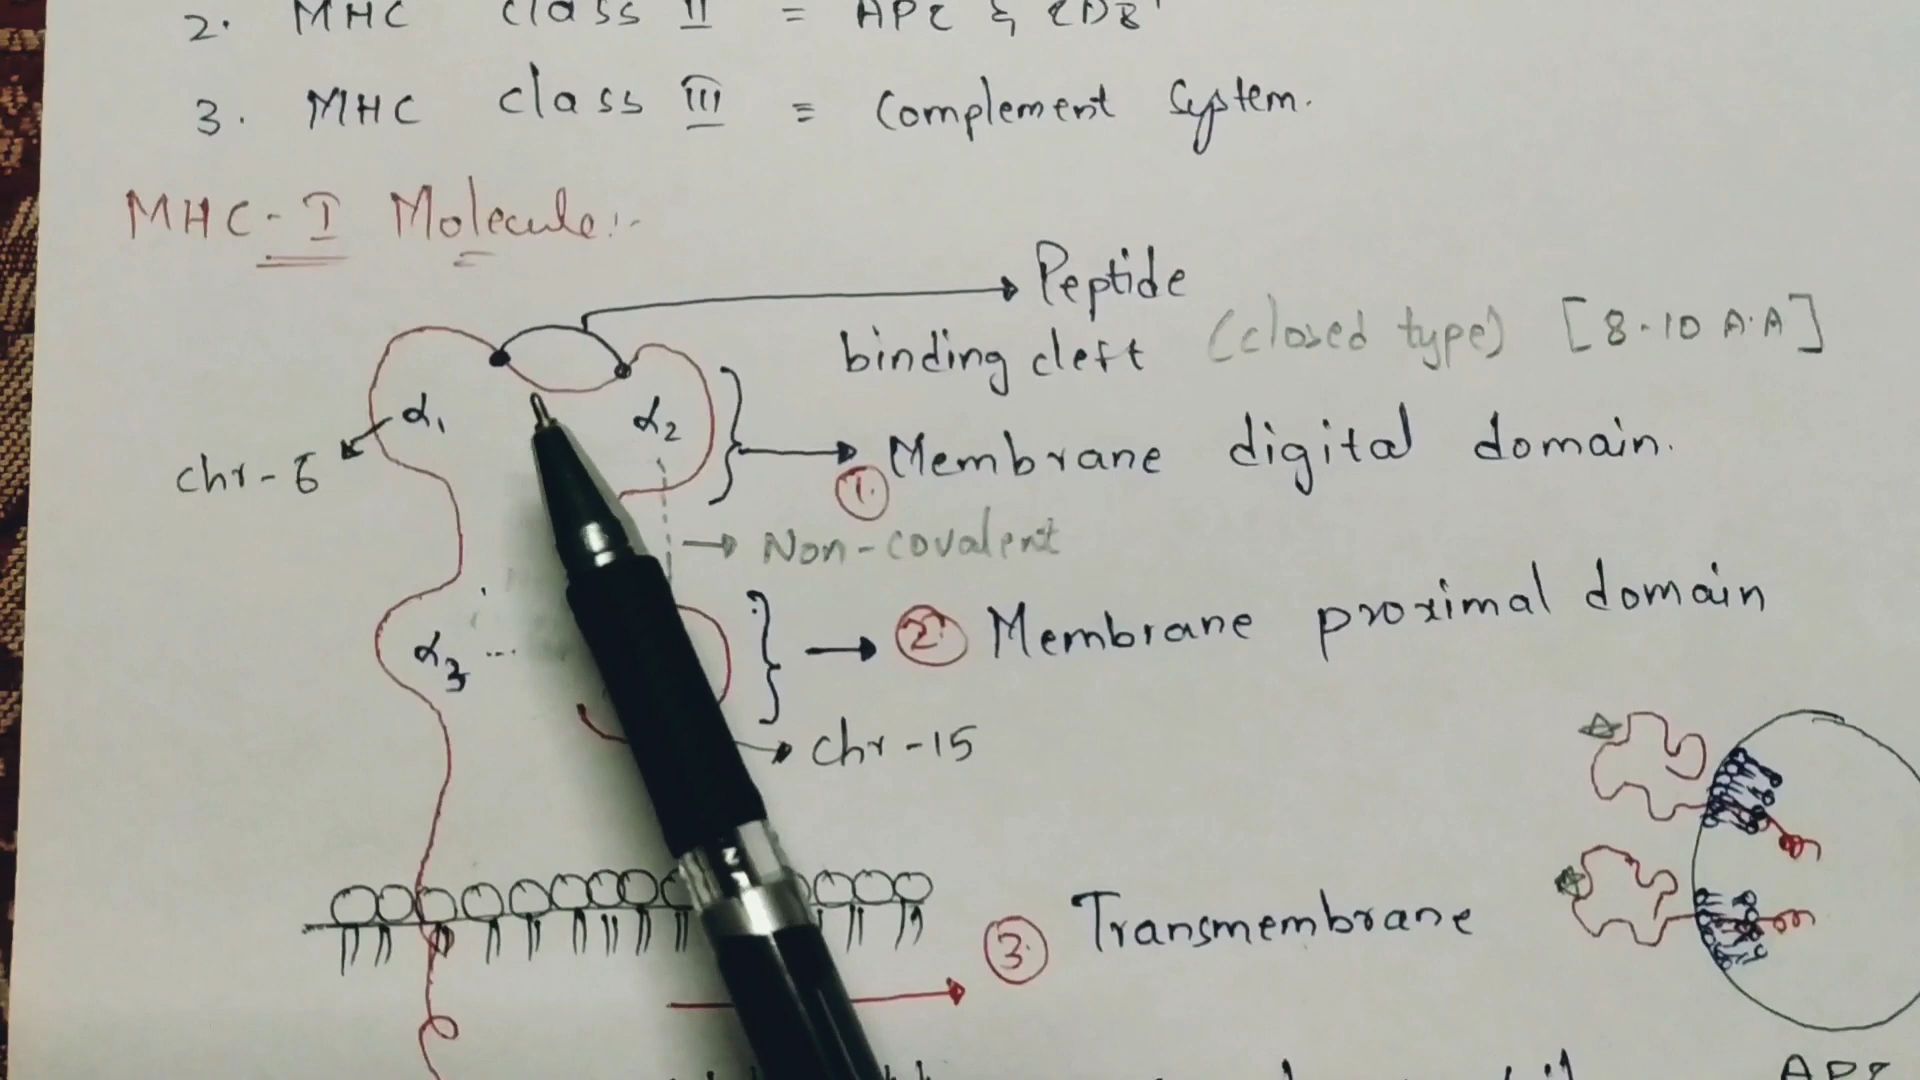 2. MHC class II = APC & CD8
3. MHC class III = Complement System.
MHC-I Molecule:-
Peptide
binding cleft (closed type) [8-10 A.A]
α1
α2
chr-6
① Membrane digital domain.
Non-covalent
α3
② Membrane proximal domain
chr-15
③ Transmembrane